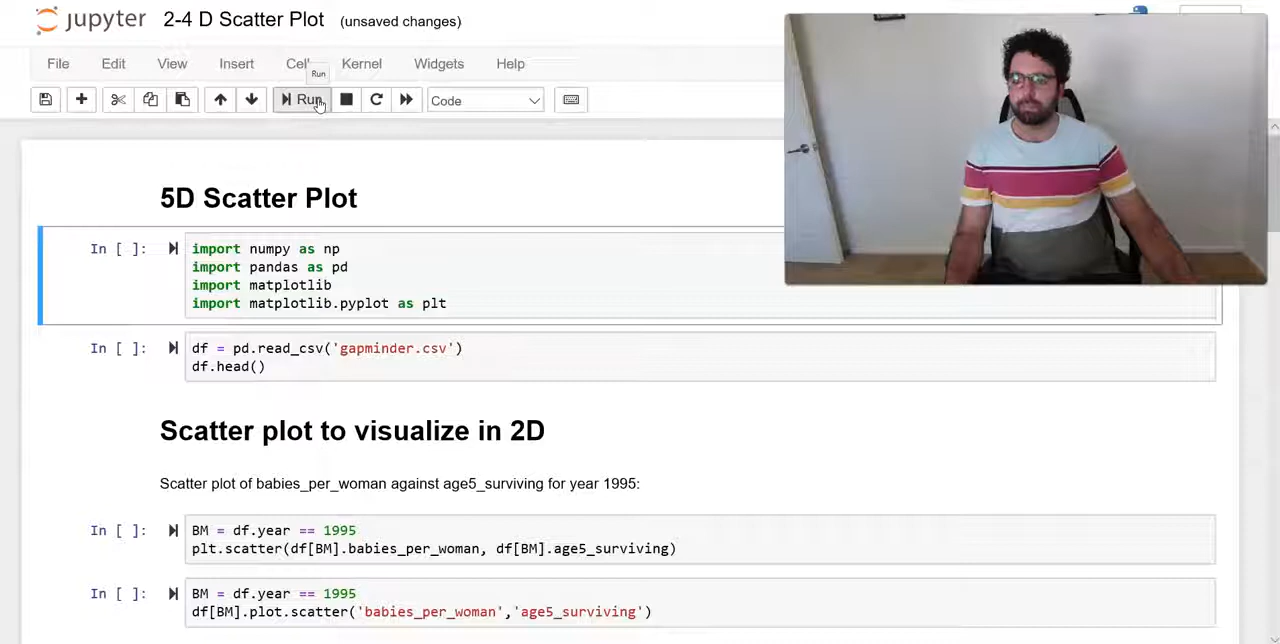 jupyter 2-4 D Scatter Plot (unsaved changes)
File Edit View Insert Cell Kernel Widgets Help
Run
Run Code
5D Scatter Plot
In [ ]: import numpy as np
import pandas as pd
import matplotlib
import matplotlib.pyplot as plt
In [ ]: df = pd.read_csv('gapminder.csv')
df.head()
Scatter plot to visualize in 2D
Scatter plot of babies_per_woman against age5_surviving for year 1995:
In [ ]: BM = df.year == 1995
plt.scatter(df[BM].babies_per_woman, df[BM].age5_surviving)
In [ ]: BM = df.year == 1995
df[BM].plot.scatter('babies_per_woman','age5_surviving')